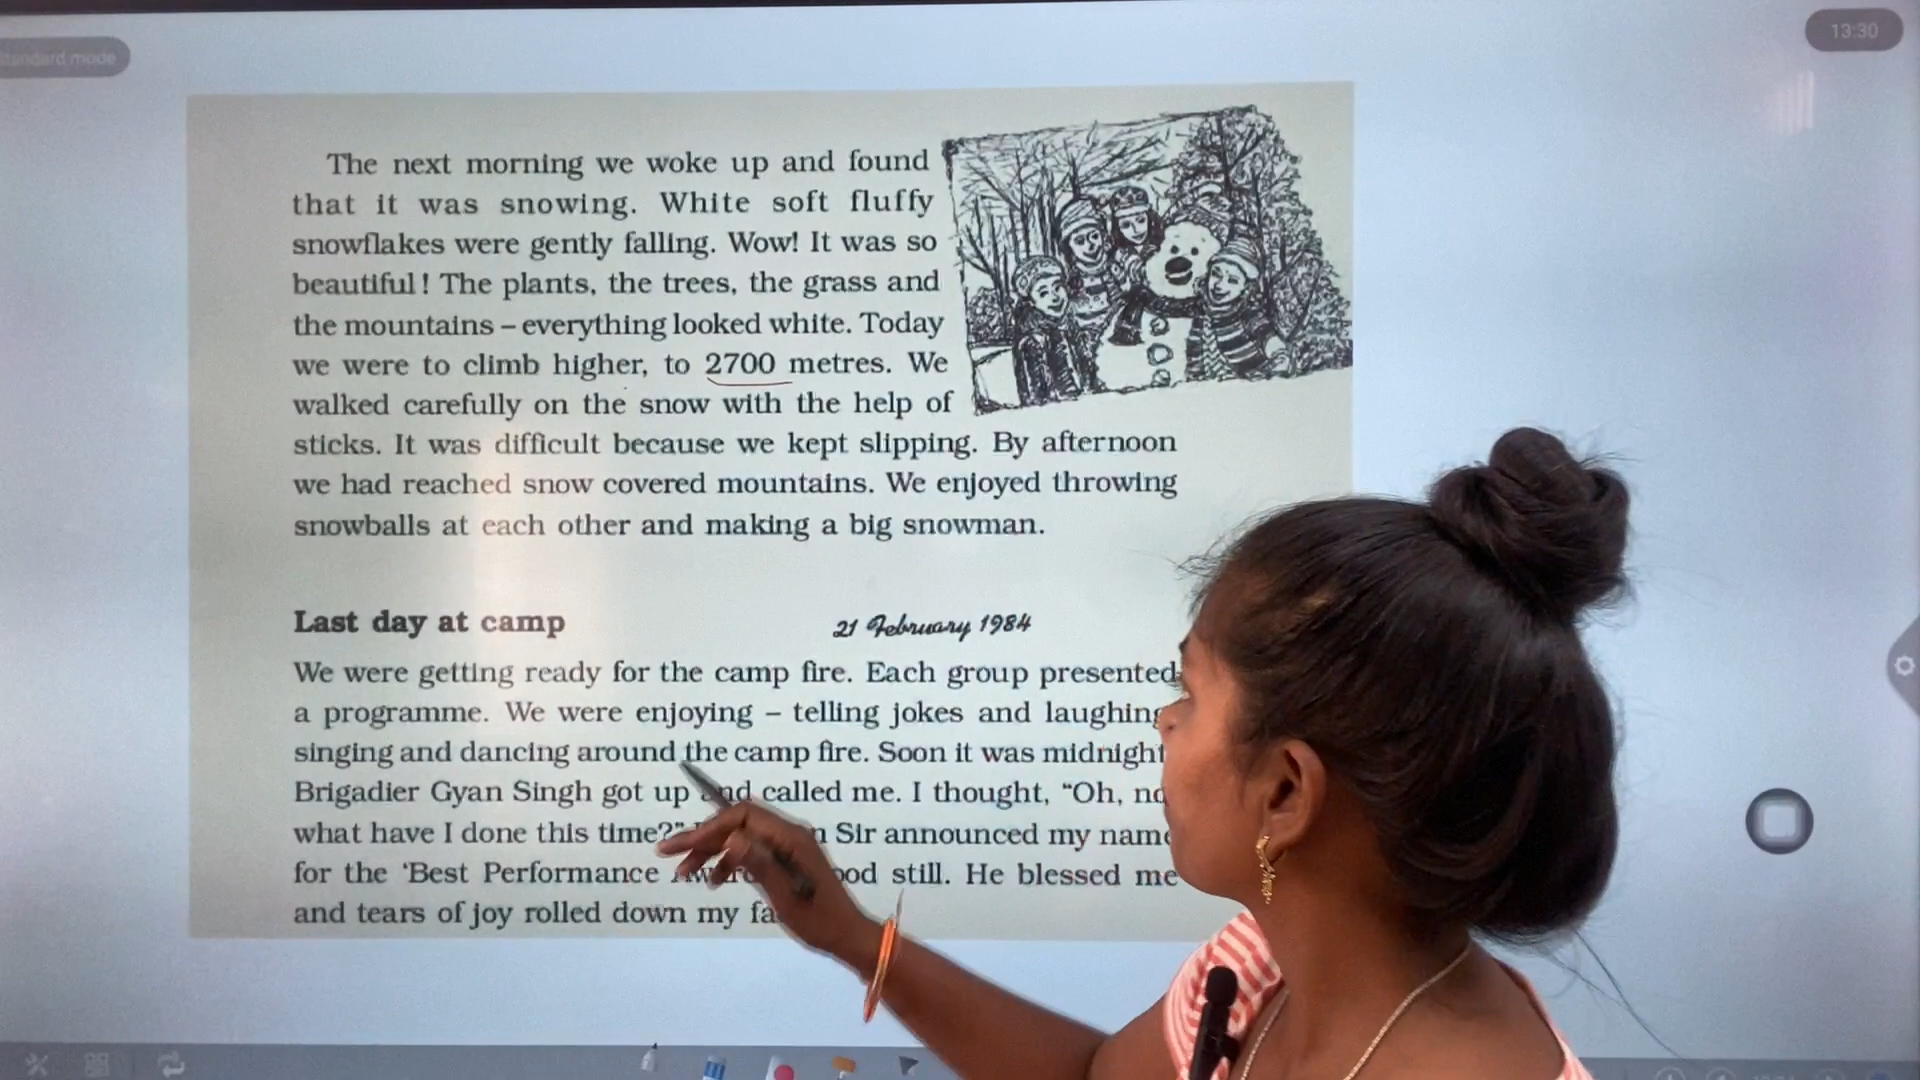 Standard mode
13:30
The next morning we woke up and found
that it was snowing. White soft fluffy
snowflakes were gently falling. Wow! It was so
beautiful! The plants, the trees, the grass and
the mountains – everything looked white. Today
we were to climb higher, to 2700 metres. We
walked carefully on the snow with the help of
sticks. It was difficult because we kept slipping. By afternoon
we had reached snow covered mountains. We enjoyed throwing
snowballs at each other and making a big snowman.
Last day at camp 21 February 1984
We were getting ready for the camp fire. Each group presented
a programme. We were enjoying – telling jokes and laughing
singing and dancing around the camp fire. Soon it was midnight
Brigadier Gyan Singh got up and called me. I thought, “Oh, no
what have I done this time?” Sir announced my name
for the ‘Best Performance still. He blessed me
and tears of joy rolled down my